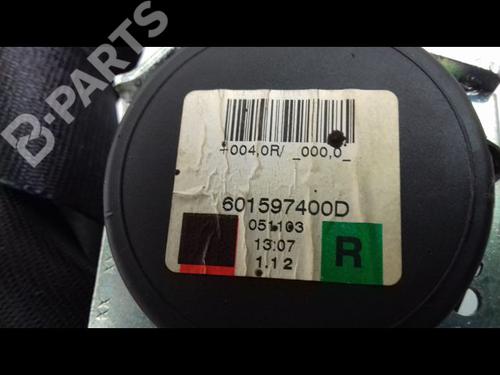 B-PARTS
+004,0R/ _000,0_
601597400D
051103
13:07
1.12
R